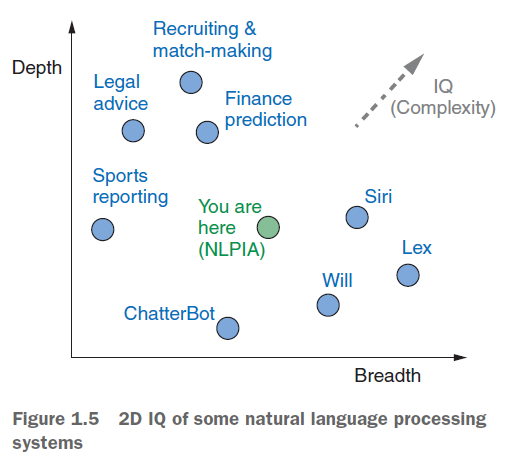 Recruiting &
match-making
Depth
Legal
advice
IQ
(Complexity)
Finance
prediction
Sports
reporting
You are
here
(NLPIA)
Siri
Lex
Will
ChatterBot
Breadth
Figure 1.5 2D IQ of some natural language processing
systems